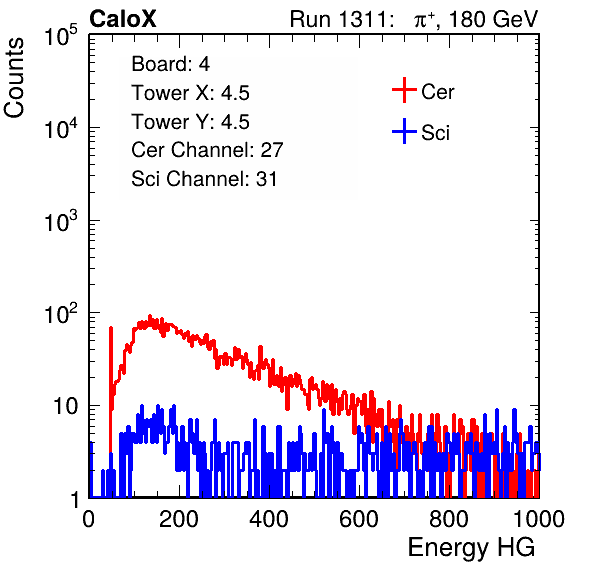 CaloX Run 1311: π⁺, 180 GeV
Counts
10⁵
10⁴
10³
10²
10
1
Board: 4
Tower X: 4.5
Tower Y: 4.5
Cer Channel: 27
Sci Channel: 31
Cer
Sci
0 200 400 600 800 1000
Energy HG